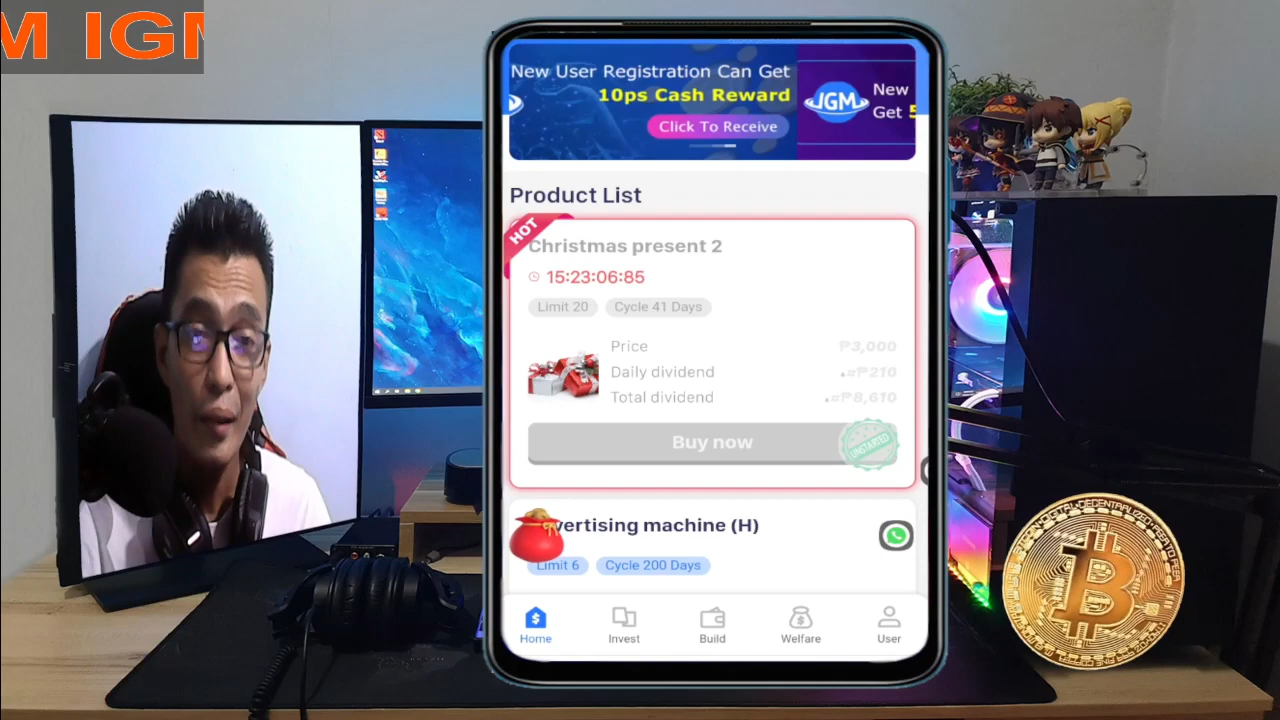 M IGM
New User Registration Can Get
10ps Cash Reward
Click To Receive
IGM
New
Get 5
Product List
HOT
Christmas present 2
15:23:06:85
Limit 20
Cycle 41 Days
Price
₱3,000
Daily dividend
≈₱210
Total dividend
≈₱8,610
Buy now
UNSTARTED
vertising machine (H)
Limit 6
Cycle 200 Days
Home
Invest
Build
Welfare
User